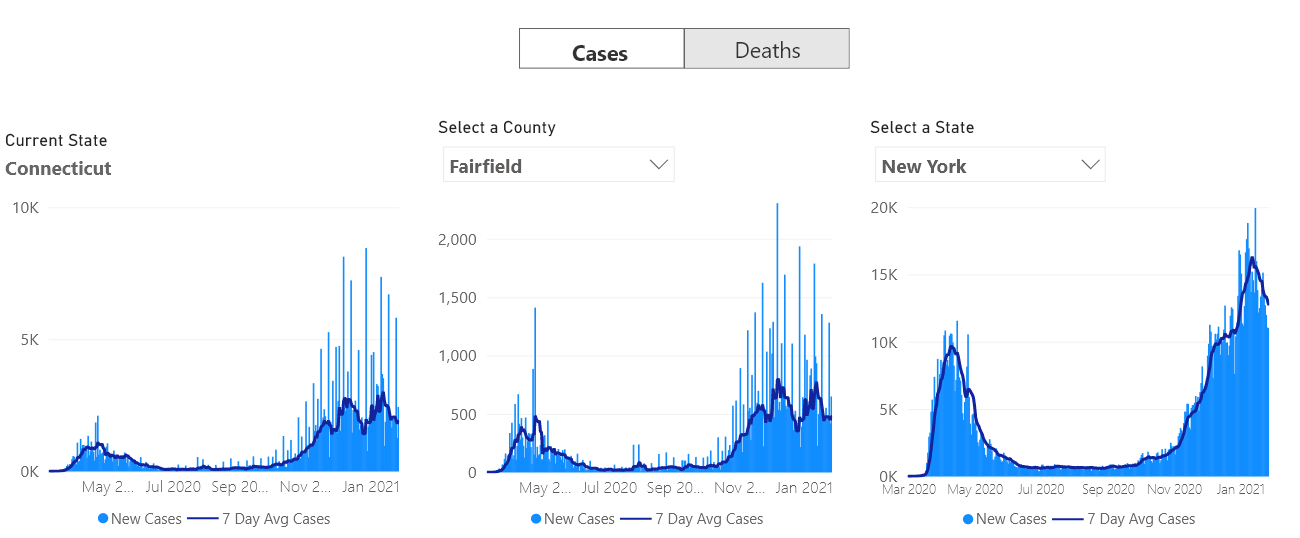 Cases Deaths
Current State
Connecticut
10K
5K
0K
May 2... Jul 2020 Sep 20... Nov 2... Jan 2021
New Cases 7 Day Avg Cases
Select a County
Fairfield
2,000
1,500
1,000
500
0
May 2... Jul 2020 Sep 20... Nov 2... Jan 2021
New Cases 7 Day Avg Cases
Select a State
New York
20K
15K
10K
5K
0K
Mar 2020 May 2020 Jul 2020 Sep 2020 Nov 2020 Jan 2021
New Cases 7 Day Avg Cases